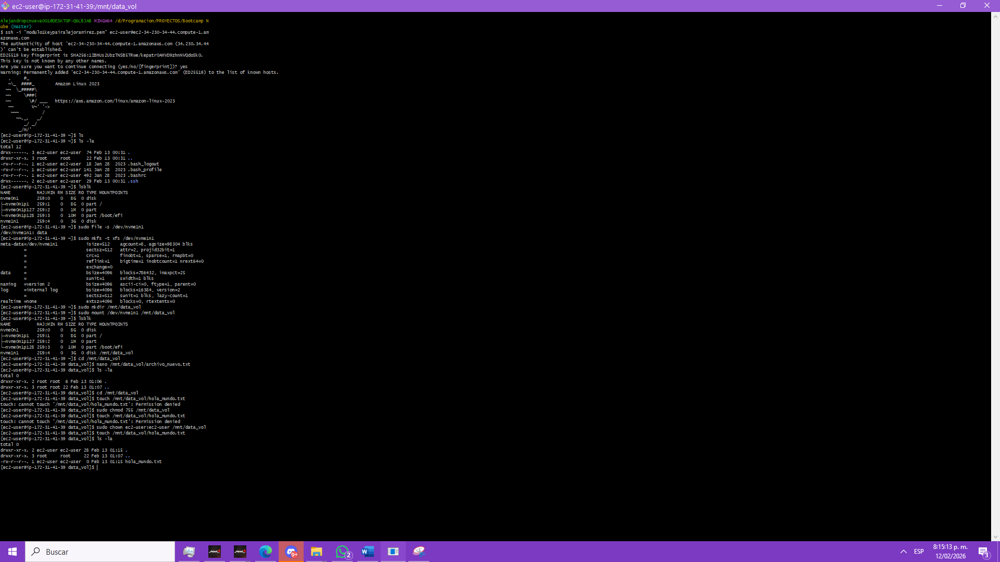 ec2-user@ip-172-31-41-39:/mnt/data_vol
Alejandropcnueva001@DESKTOP-Q6LBJAB MINGW64 /d/Programacion/PROYECTOS/Bootcamp N
ube (master)
$ ssh -i "modulo1keypairalejoramirez.pem" ec2-user@ec2-34-230-34-44.compute-1.am
azonaws.com
The authenticity of host 'ec2-34-230-34-44.compute-1.amazonaws.com (34.230.34.44
)' can't be established.
ED25519 key fingerprint is SHA256:1IBHUs2UbzTNSB5TRwe/kepatrOAHVD9zhnNVQdoSk0.
This key is not known by any other names.
Are you sure you want to continue connecting (yes/no/[fingerprint])? yes
Warning: Permanently added 'ec2-34-230-34-44.compute-1.amazonaws.com' (ED25519) to the list of known hosts.
   ,     #_
   ~\_  ####_        Amazon Linux 2023
  ~~  \_#####\
  ~~     \###|
  ~~       \#/ ___   https://aws.amazon.com/linux/amazon-linux-2023
   ~~       V~' '->
    ~~~         /
      ~~._.   _/
         _/ _/
       _/m/'
[ec2-user@ip-172-31-41-39 ~]$ ls
[ec2-user@ip-172-31-41-39 ~]$ ls -la
total 12
drwx------. 3 ec2-user ec2-user  74 Feb 13 00:31 .
drwxr-xr-x. 3 root     root      22 Feb 13 00:31 ..
-rw-r--r--. 1 ec2-user ec2-user  18 Jan 28  2023 .bash_logout
-rw-r--r--. 1 ec2-user ec2-user 141 Jan 28  2023 .bash_profile
-rw-r--r--. 1 ec2-user ec2-user 492 Jan 28  2023 .bashrc
drwx------. 2 ec2-user ec2-user  29 Feb 13 00:31 .ssh
[ec2-user@ip-172-31-41-39 ~]$ lsblk
NAME          MAJ:MIN RM SIZE RO TYPE MOUNTPOINTS
nvme0n1       259:0    0   8G  0 disk
├─nvme0n1p1   259:1    0   8G  0 part /
├─nvme0n1p127 259:2    0   1M  0 part
└─nvme0n1p128 259:3    0  10M  0 part /boot/efi
nvme1n1       259:4    0   3G  0 disk
[ec2-user@ip-172-31-41-39 ~]$ sudo file -s /dev/nvme1n1
/dev/nvme1n1: data
[ec2-user@ip-172-31-41-39 ~]$ sudo mkfs -t xfs /dev/nvme1n1
meta-data=/dev/nvme1n1           isize=512    agcount=8, agsize=98304 blks
         =                       sectsz=512   attr=2, projid32bit=1
         =                       crc=1        finobt=1, sparse=1, rmapbt=0
         =                       reflink=1    bigtime=1 inobtcount=1 nrext64=0
         =                       exchange=0
data     =                       bsize=4096   blocks=786432, imaxpct=25
         =                       sunit=1      swidth=1 blks
naming   =version 2              bsize=4096   ascii-ci=0, ftype=1, parent=0
log      =internal log           bsize=4096   blocks=16384, version=2
         =                       sectsz=512   sunit=1 blks, lazy-count=1
realtime =none                   extsz=4096   blocks=0, rtextents=0
[ec2-user@ip-172-31-41-39 ~]$ sudo mkdir /mnt/data_vol
[ec2-user@ip-172-31-41-39 ~]$ sudo mount /dev/nvme1n1 /mnt/data_vol
[ec2-user@ip-172-31-41-39 ~]$ lsblk
NAME          MAJ:MIN RM SIZE RO TYPE MOUNTPOINTS
nvme0n1       259:0    0   8G  0 disk
├─nvme0n1p1   259:1    0   8G  0 part /
├─nvme0n1p127 259:2    0   1M  0 part
└─nvme0n1p128 259:3    0  10M  0 part /boot/efi
nvme1n1       259:4    0   3G  0 disk /mnt/data_vol
[ec2-user@ip-172-31-41-39 ~]$ cd /mnt/data_vol
[ec2-user@ip-172-31-41-39 data_vol]$ nano /mnt/data_vol/archivo_nuevo.txt
[ec2-user@ip-172-31-41-39 data_vol]$ ls -la
total 0
drwxr-xr-x. 2 root root  6 Feb 13 01:06 .
drwxr-xr-x. 3 root root 22 Feb 13 01:07 ..
[ec2-user@ip-172-31-41-39 data_vol]$ cd /mnt/data_vol
[ec2-user@ip-172-31-41-39 data_vol]$ touch /mnt/data_vol/hola_mundo.txt
touch: cannot touch '/mnt/data_vol/hola_mundo.txt': Permission denied
[ec2-user@ip-172-31-41-39 data_vol]$ sudo chmod 755 /mnt/data_vol
[ec2-user@ip-172-31-41-39 data_vol]$ touch /mnt/data_vol/hola_mundo.txt
touch: cannot touch '/mnt/data_vol/hola_mundo.txt': Permission denied
[ec2-user@ip-172-31-41-39 data_vol]$ sudo chown ec2-user:ec2-user /mnt/data_vol
[ec2-user@ip-172-31-41-39 data_vol]$ touch /mnt/data_vol/hola_mundo.txt
[ec2-user@ip-172-31-41-39 data_vol]$ ls -la
total 0
drwxr-xr-x. 2 ec2-user ec2-user 28 Feb 13 01:15 .
drwxr-xr-x. 3 root     root     22 Feb 13 01:07 ..
-rw-r--r--. 1 ec2-user ec2-user  0 Feb 13 01:15 hola_mundo.txt
[ec2-user@ip-172-31-41-39 data_vol]$
Buscar
9+
2
W
ESP
8:15:13 p. m.
12/02/2026
3